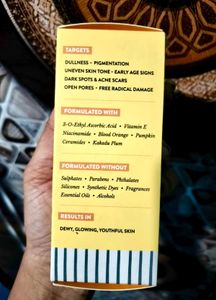 TARGETS
DULLNESS - PIGMENTATION
UNEVEN SKIN TONE - EARLY AGE SIGNS
DARK SPOTS & ACNE SCARS
OPEN PORES - FREE RADICAL DAMAGE
FORMULATED WITH
3-O-Ethyl Ascorbic Acid • Vitamin E
Niacinamide • Blood Orange • Pumpkin
Ceramides • Kakadu Plum
FORMULATED WITHOUT
Sulphates • Parabens • Phthalates
Silicones • Synthetic Dyes • Fragrances
Essential Oils • Alcohols
RESULTS IN
DEWY, GLOWING, YOUTHFUL SKIN